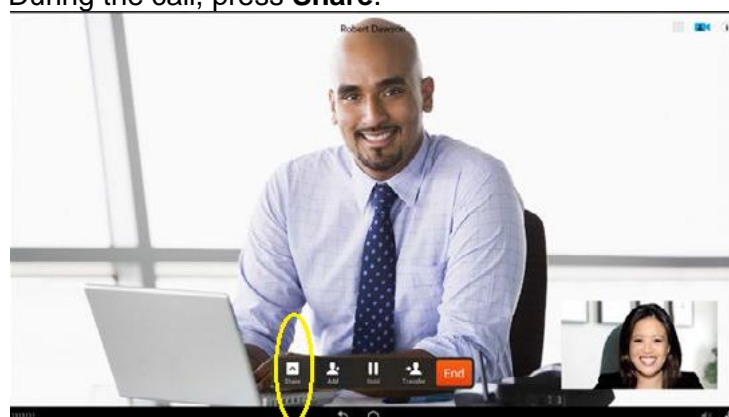 During the call, press Share.
Robert Dawson
Share Add Hold Transfer End